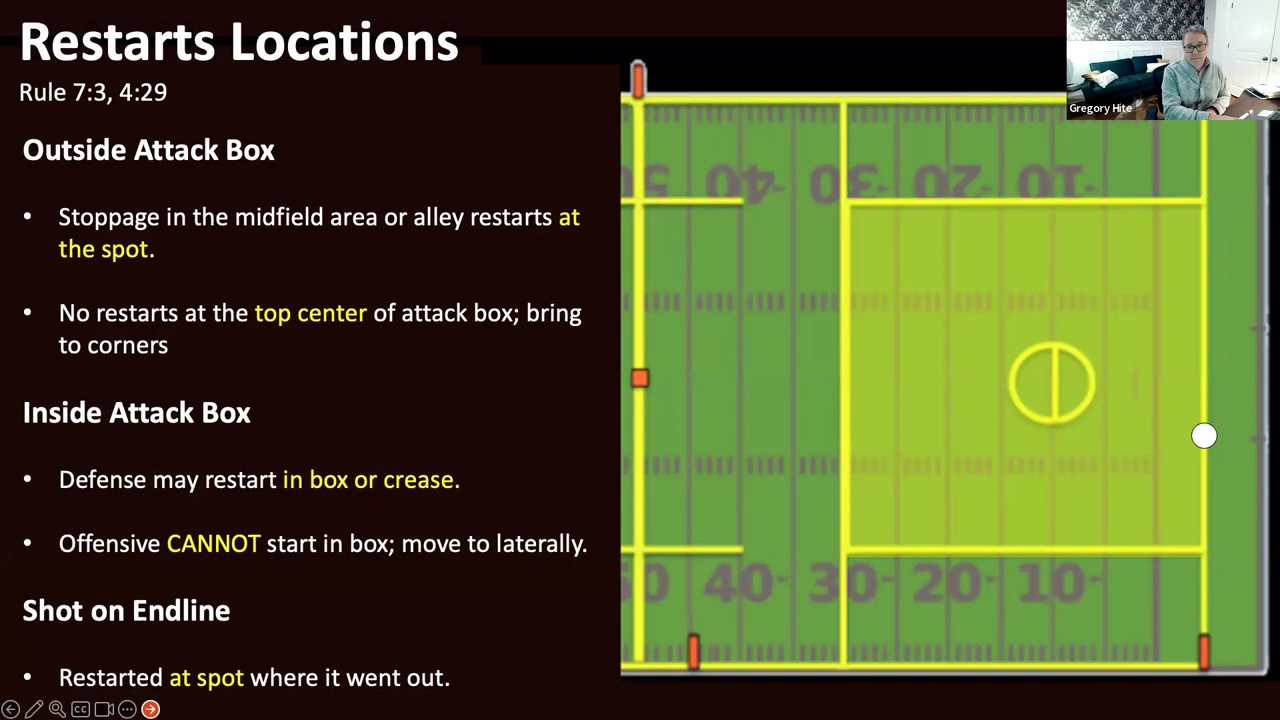 Restarts Locations
Rule 7:3, 4:29
Outside Attack Box
• Stoppage in the midfield area or alley restarts at
the spot.
• No restarts at the top center of attack box; bring
to corners
Inside Attack Box
• Defense may restart in box or crease.
• Offensive CANNOT start in box; move to laterally.
Shot on Endline
• Restarted at spot where it went out.
Gregory Hite
50 40 30 20 10
50 40 30 20 10
CC